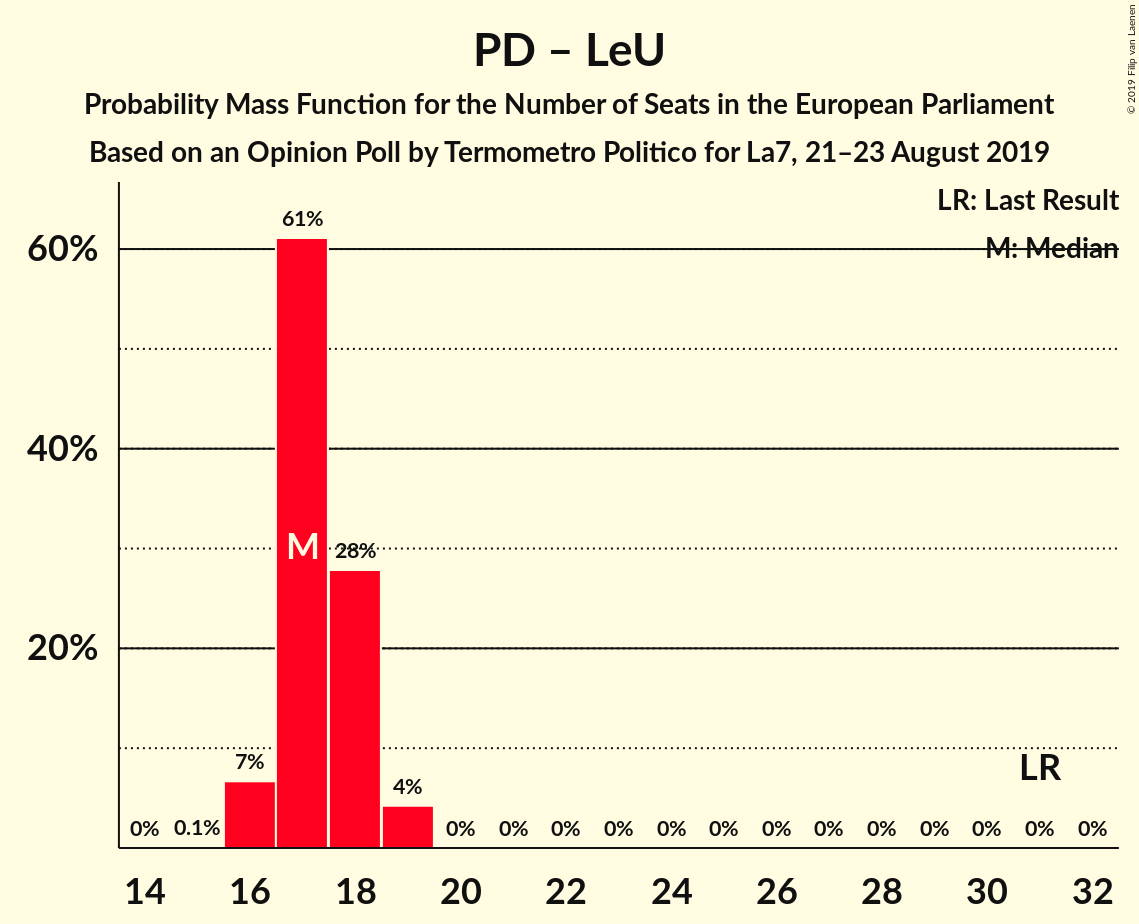 PD – LeU
Probability Mass Function for the Number of Seats in the European Parliament
Based on an Opinion Poll by Termometro Politico for La7, 21–23 August 2019
© 2019 Filip van Laenen
LR: Last Result
M: Median
60%
40%
20%
0% 0.1% 7% 61% 28% 4% 0% 0% 0% 0% 0% 0% 0% 0% 0% 0% 0% 0% 0%
M
LR
14 16 18 20 22 24 26 28 30 32